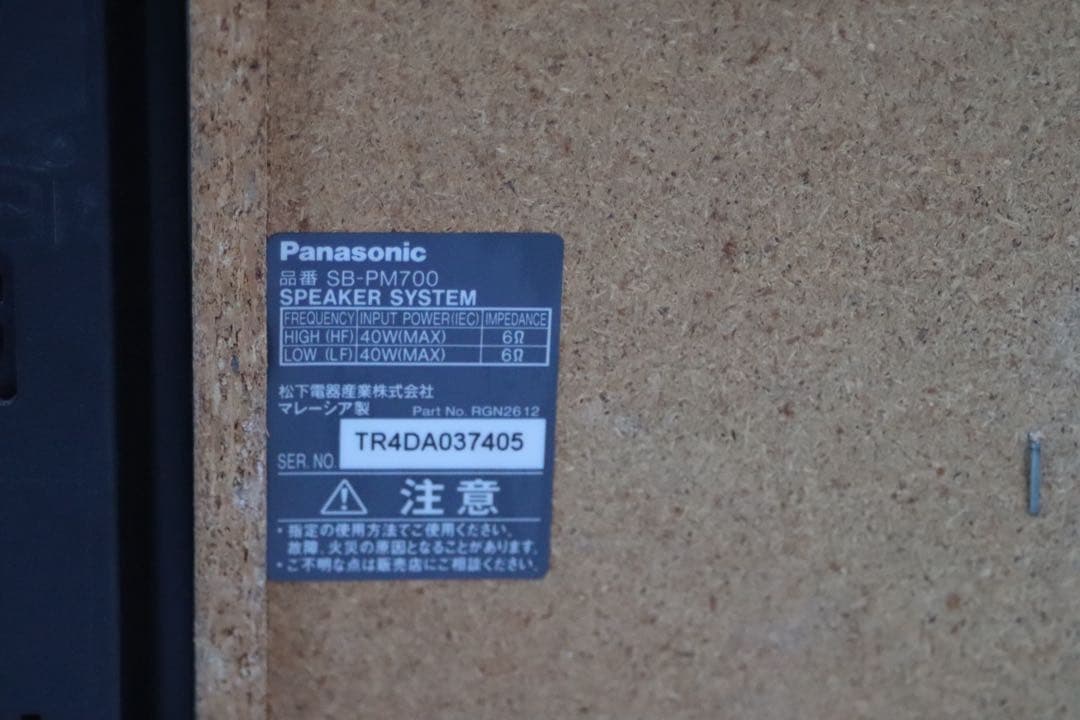 Panasonic
品番 SB-PM700
SPEAKER SYSTEM
FREQUENCY INPUT POWER(IEC) IMPEDANCE
HIGH (HF) 40W(MAX) 6Ω
LOW (LF) 40W(MAX) 6Ω
松下電器産業株式会社
マレーシア製 Part No. RGN2612
SER. NO. TR4DA037405
注意
・指定の使用方法でご使用ください。
故障、火災の原因となることがあります。
・ご不明な点は販売店にご相談ください。